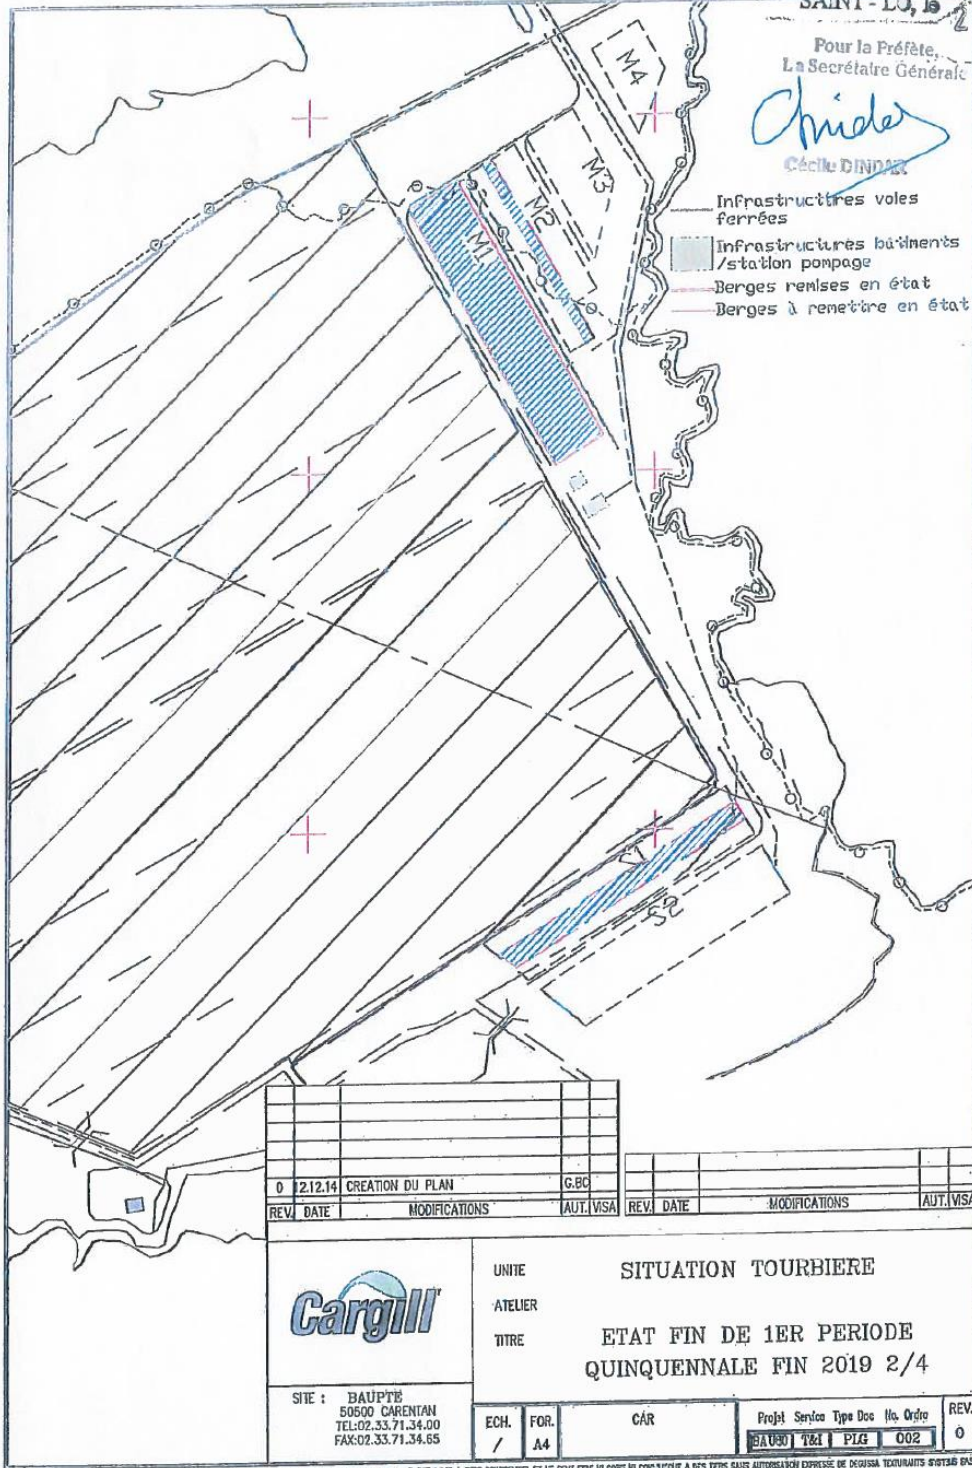 SAINT - LO, le
Pour la Préfète,
La Secrétaire Générale
Cécile DINDAR
Infrastructures voies
ferrées
Infrastructures bâtiments
/station pompage
Berges remises en état
Berges à remettre en état
M4
M3
M2
M1
S2
0 12.12.14 CREATION DU PLAN G.BC
REV. DATE MODIFICATIONS AUT. VISA
REV. DATE MODIFICATIONS AUT. VISA
Cargill
SITE : BAUPTE
50500 CARENTAN
TEL:02.33.71.34.00
FAX:02.33.71.34.65
UNITE SITUATION TOURBIERE
ATELIER
TITRE ETAT FIN DE 1ER PERIODE
QUINQUENNALE FIN 2019 2/4
ECH. FOR. CAR Projet Service Type Doc No. Ordre REV.
/ A4 BAU80 T&I PLG 002 0